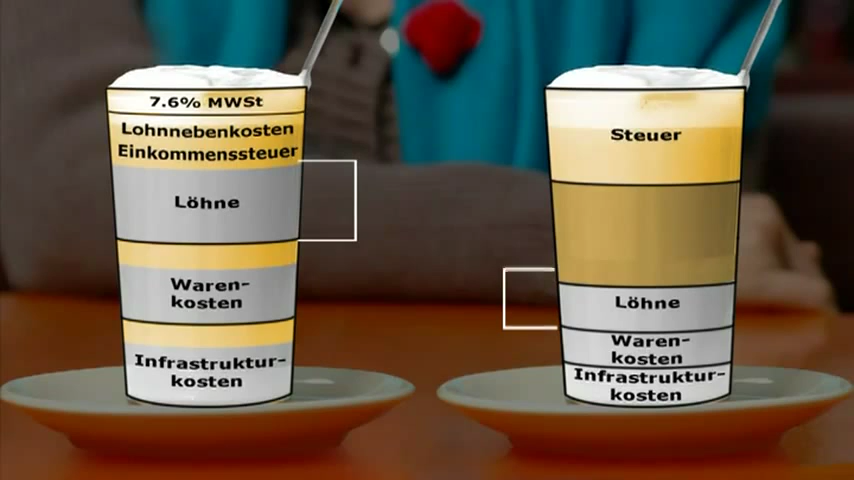 7.6% MWSt
Lohnnebenkosten
Einkommenssteuer
Löhne
Waren-
kosten
Infrastruktur-
kosten
Steuer
Löhne
Waren-
kosten
Infrastruktur-
kosten